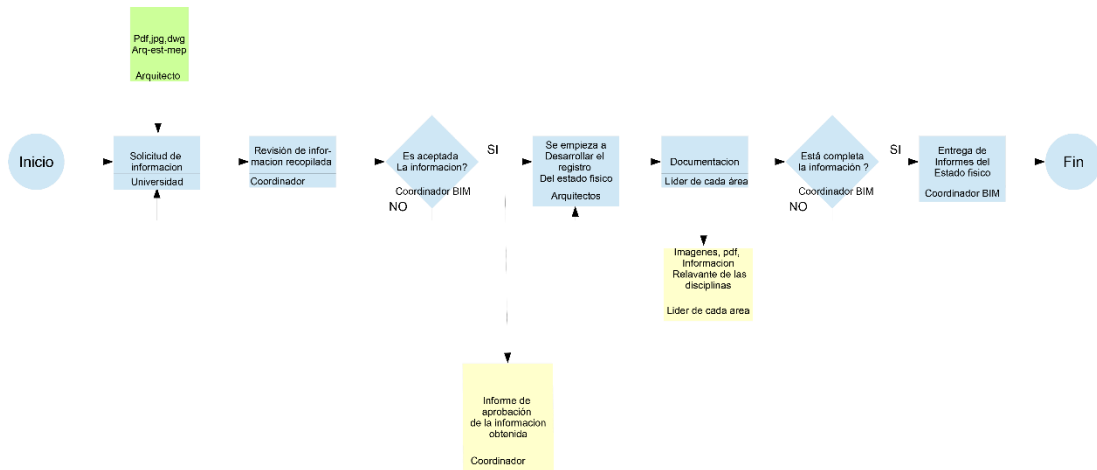 Pdf,jpg,dwg
Arq-est-mep
Arquitecto
Inicio
Solicitud de
informacion
Universidad
Revisión de infor-
macion recopilada
Coordinador
Es aceptada
La informacion?
Coordinador BIM
SI
NO
Se empieza a
Desarrollar el
registro
Del estado fisico
Arquitectos
Documentacion
Líder de cada área
Está completa
la información ?
Coordinador BIM
SI
NO
Entrega de
Informes del
Estado fisico
Coordinador BIM
Fin
Imagenes, pdf,
Informacion
Relavante de las
disciplinas
Lider de cada area
Informe de
aprobación
de la informacion
obtenida
Coordinador